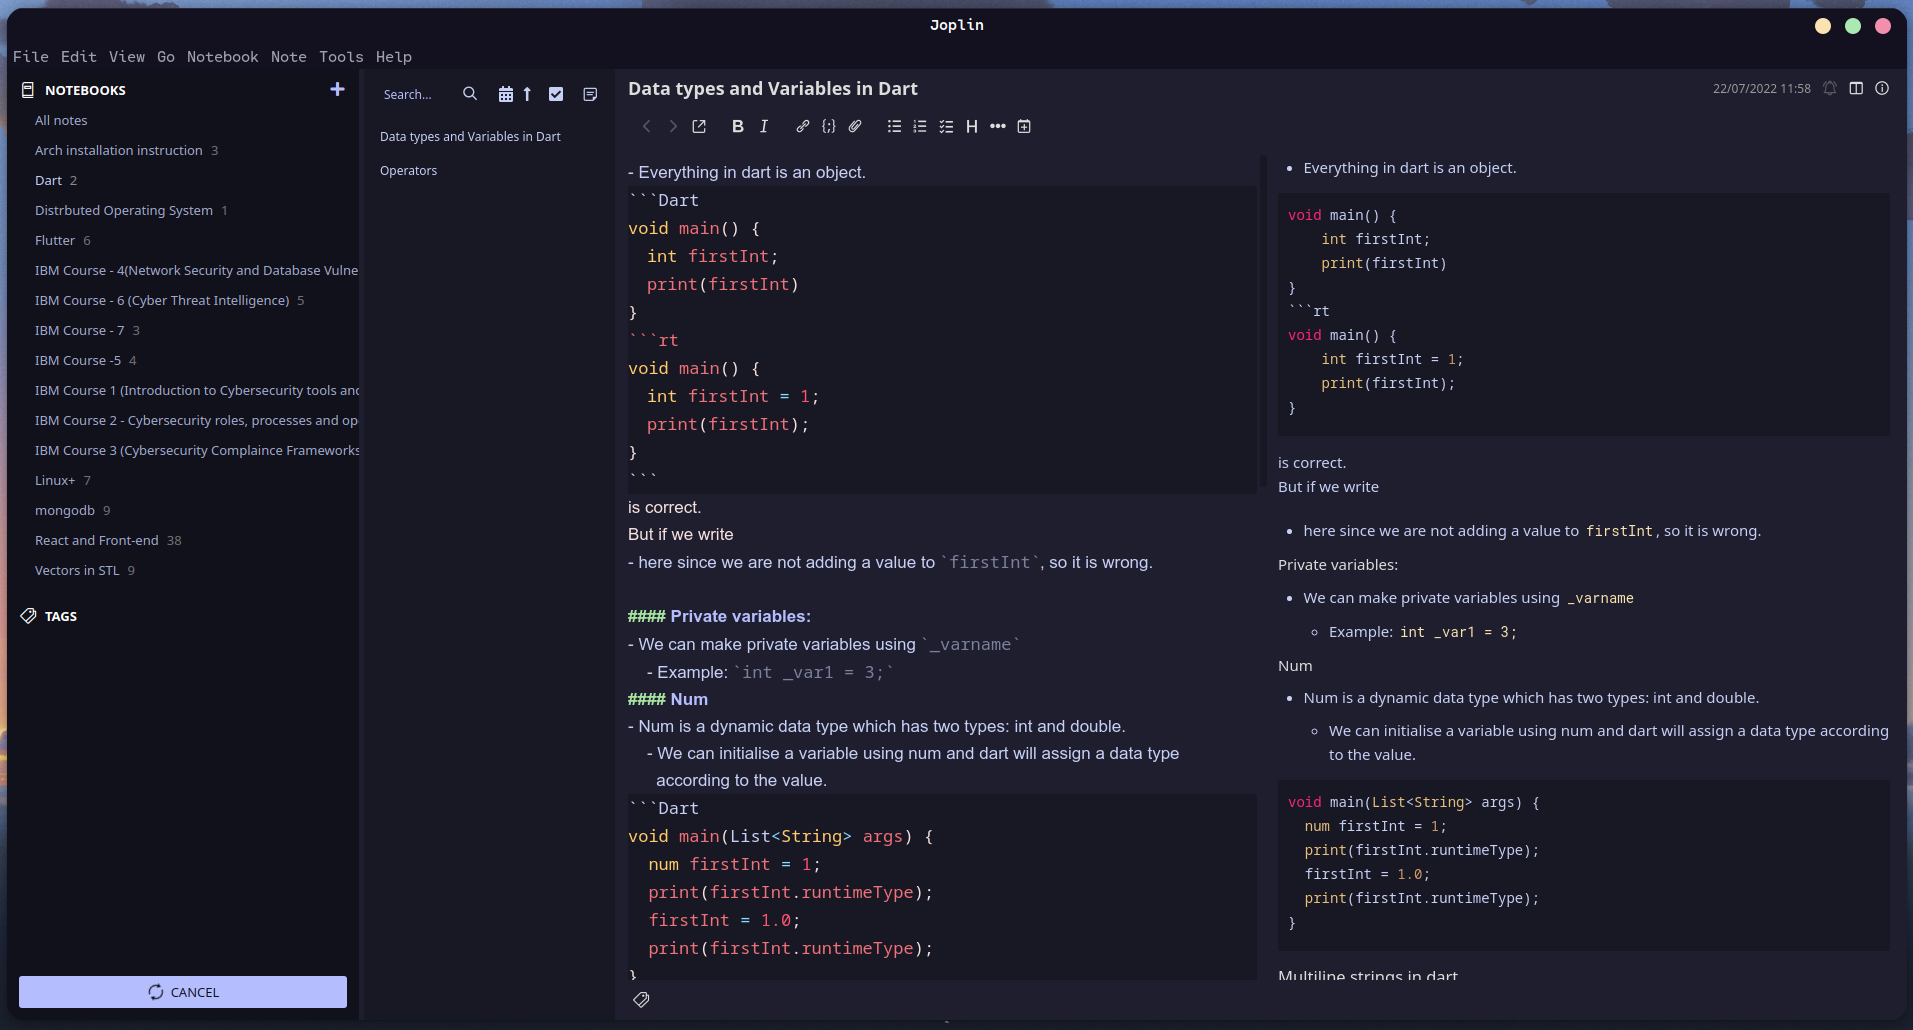 Joplin
File Edit View Go Notebook Note Tools Help
NOTEBOOKS
All notes
Arch installation instruction 3
Dart 2
Distrbuted Operating System 1
Flutter 6
IBM Course - 4(Network Security and Database Vulne
IBM Course - 6 (Cyber Threat Intelligence) 5
IBM Course - 7 3
IBM Course -5 4
IBM Course 1 (Introduction to Cybersecurity tools and
IBM Course 2 - Cybersecurity roles, processes and op
IBM Course 3 (Cybersecurity Complaince Frameworks
Linux+ 7
mongodb 9
React and Front-end 38
Vectors in STL 9
TAGS
CANCEL
Search...
Data types and Variables in Dart
Operators
Data types and Variables in Dart
22/07/2022 11:58
B I H
- Everything in dart is an object.
```Dart
void main() {
int firstInt;
print(firstInt)
}
```rt
void main() {
int firstInt = 1;
print(firstInt);
}
```
is correct.
But if we write
- here since we are not adding a value to `firstInt`, so it is wrong.
#### Private variables:
- We can make private variables using `_varname`
- Example: `int _var1 = 3;`
#### Num
- Num is a dynamic data type which has two types: int and double.
- We can initialise a variable using num and dart will assign a data type
according to the value.
```Dart
void main(List<String> args) {
num firstInt = 1;
print(firstInt.runtimeType);
firstInt = 1.0;
print(firstInt.runtimeType);
}
• Everything in dart is an object.
void main() {
int firstInt;
print(firstInt)
}
```rt
void main() {
int firstInt = 1;
print(firstInt);
}
is correct.
But if we write
• here since we are not adding a value to firstInt, so it is wrong.
Private variables:
• We can make private variables using _varname
◦ Example: int _var1 = 3;
Num
• Num is a dynamic data type which has two types: int and double.
◦ We can initialise a variable using num and dart will assign a data type according
to the value.
void main(List<String> args) {
num firstInt = 1;
print(firstInt.runtimeType);
firstInt = 1.0;
print(firstInt.runtimeType);
}
Multiline strings in dart